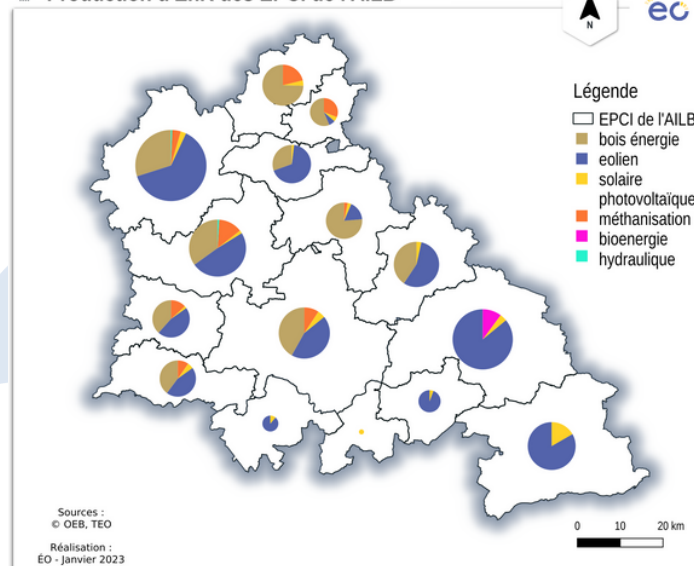 N
éo
Légende
EPCI de l'AILB
bois énergie
eolien
solaire
photovoltaïque
méthanisation
bioenergie
hydraulique
Sources :
© OEB, TEO
Réalisation :
ÉO - Janvier 2023
0 10 20 km